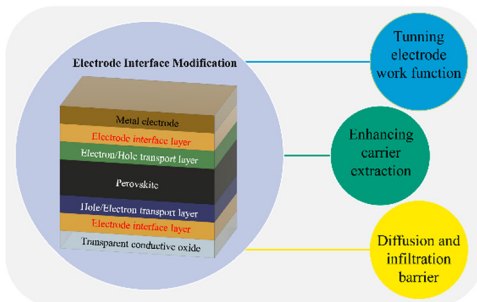 Electrode Interface Modification
Metal electrode
Electrode interface layer
Electron/Hole transport layer
Perovskite
Hole/Electron transport layer
Electrode interface layer
Transparent conductive oxide
Tunning
electrode
work function
Enhancing
carrier
extraction
Diffusion and
infiltration
barrier